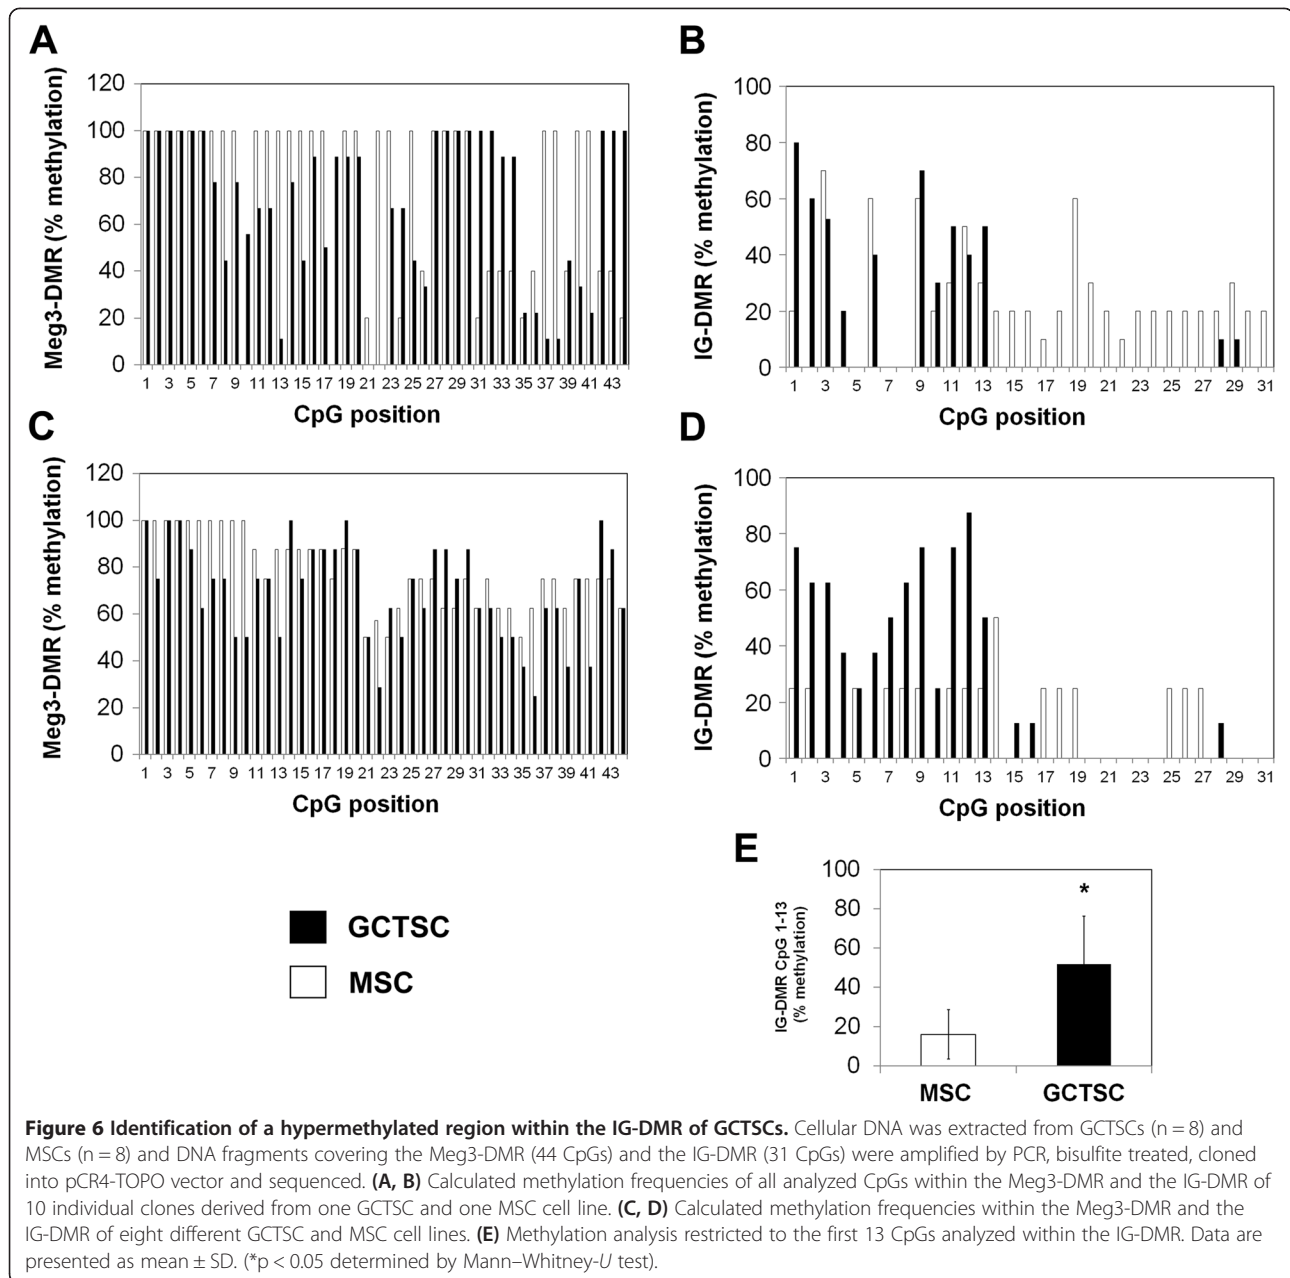 A
Meg3-DMR (% methylation)
120
100
80
60
40
20
0
1 3 5 7 9 11 13 15 17 19 21 23 25 27 29 31 33 35 37 39 41 43
CpG position
B
IG-DMR (% methylation)
100
80
60
40
20
0
1 3 5 7 9 11 13 15 17 19 21 23 25 27 29 31
CpG position
C
Meg3-DMR (% methylation)
120
100
80
60
40
20
0
1 3 5 7 9 11 13 15 17 19 21 23 25 27 29 31 33 35 37 39 41 43
CpG position
D
IG-DMR (% methylation)
100
80
60
40
20
0
1 3 5 7 9 11 13 15 17 19 21 23 25 27 29 31
CpG position
GCTSC
MSC
E
IG-DMR CpG 1-13
(% methylation)
100
80
60
40
20
0
*
MSC GCTSC
Figure 6 Identification of a hypermethylated region within the IG-DMR of GCTSCs. Cellular DNA was extracted from GCTSCs (n = 8) and
MSCs (n = 8) and DNA fragments covering the Meg3-DMR (44 CpGs) and the IG-DMR (31 CpGs) were amplified by PCR, bisulfite treated, cloned
into pCR4-TOPO vector and sequenced. (A, B) Calculated methylation frequencies of all analyzed CpGs within the Meg3-DMR and the IG-DMR of
10 individual clones derived from one GCTSC and one MSC cell line. (C, D) Calculated methylation frequencies within the Meg3-DMR and the
IG-DMR of eight different GCTSC and MSC cell lines. (E) Methylation analysis restricted to the first 13 CpGs analyzed within the IG-DMR. Data are
presented as mean ± SD. (*p < 0.05 determined by Mann–Whitney-U test).